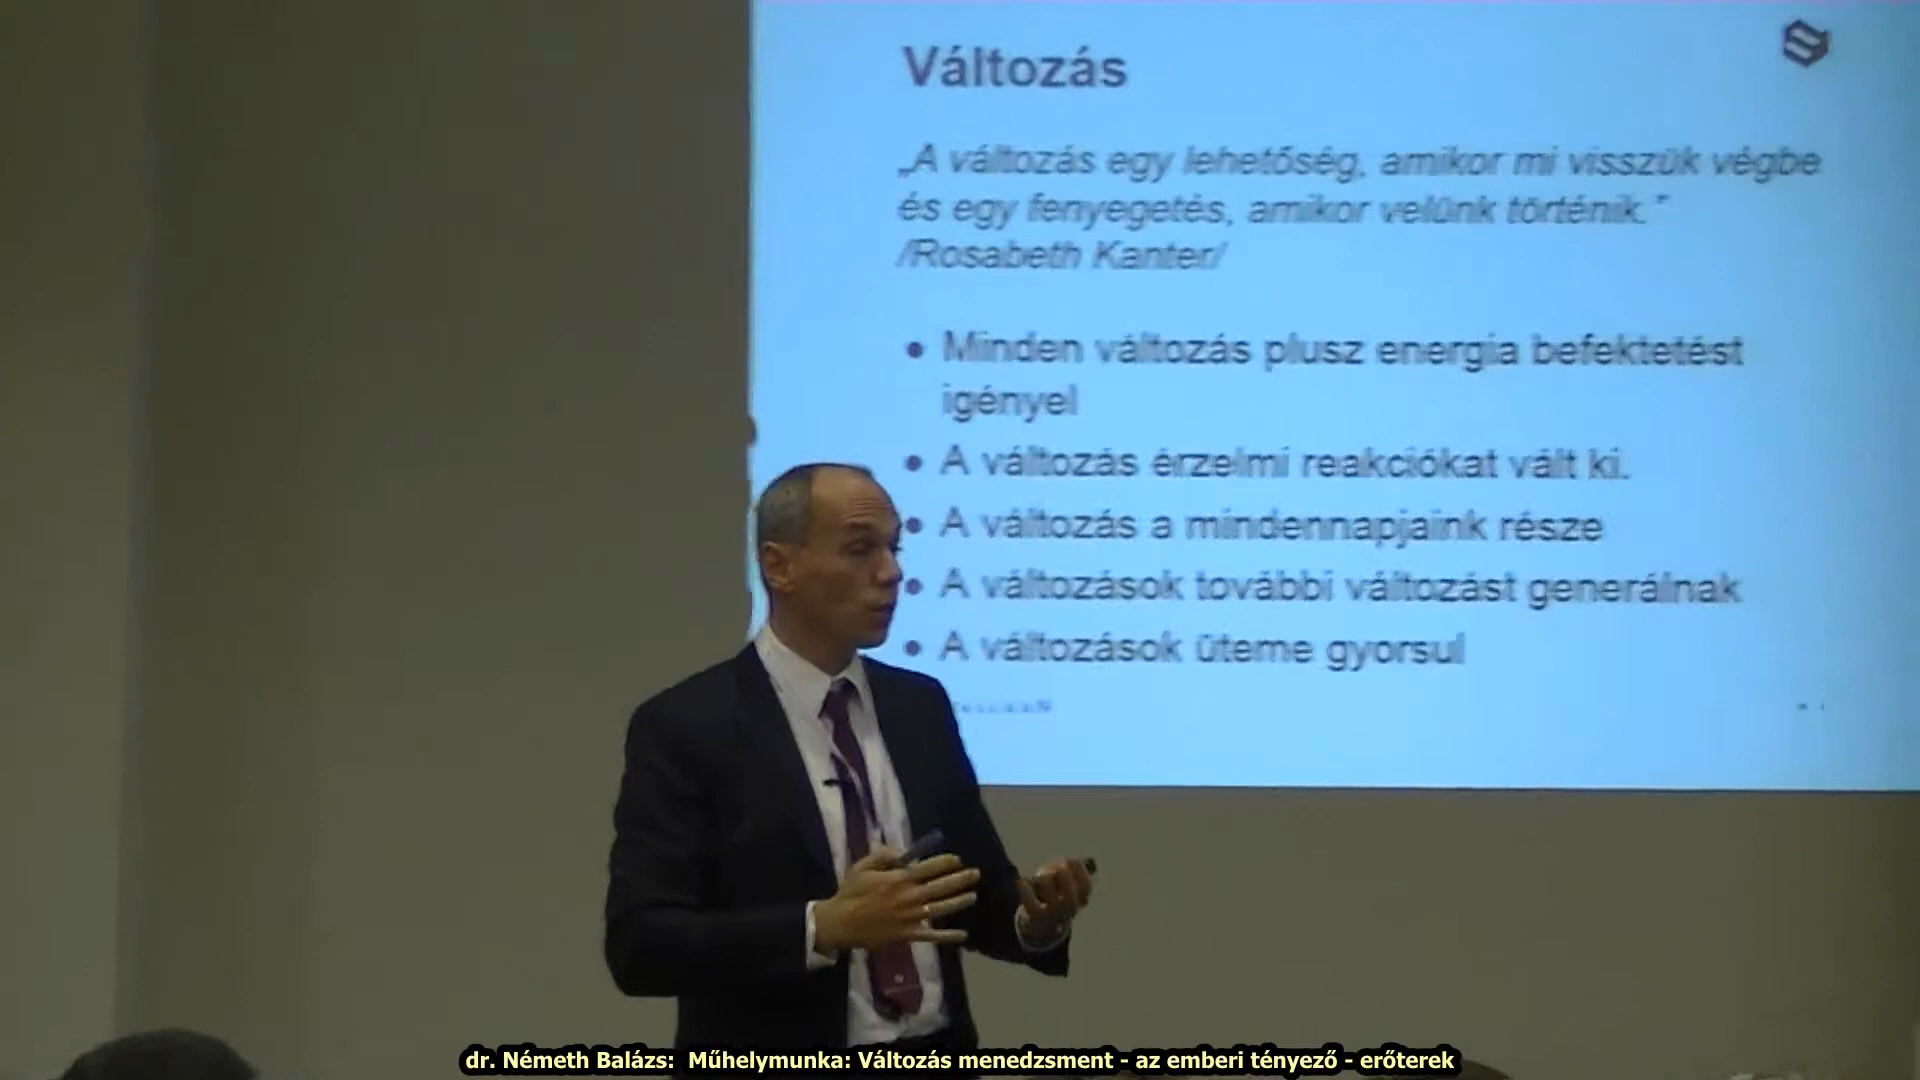 Változás
„A változás egy lehetőség, amikor mi visszük végbe
és egy fenyegetés, amikor velünk történik.”
/Rosabeth Kanter/
• Minden változás plusz energia befektetést
igényel
• A változás érzelmi reakciókat vált ki.
• A változás a mindennapjaink része
• A változások további változást generálnak
• A változások üteme gyorsul
dr. Németh Balázs: Műhelymunka: Változás menedzsment - az emberi tényező - erőterek